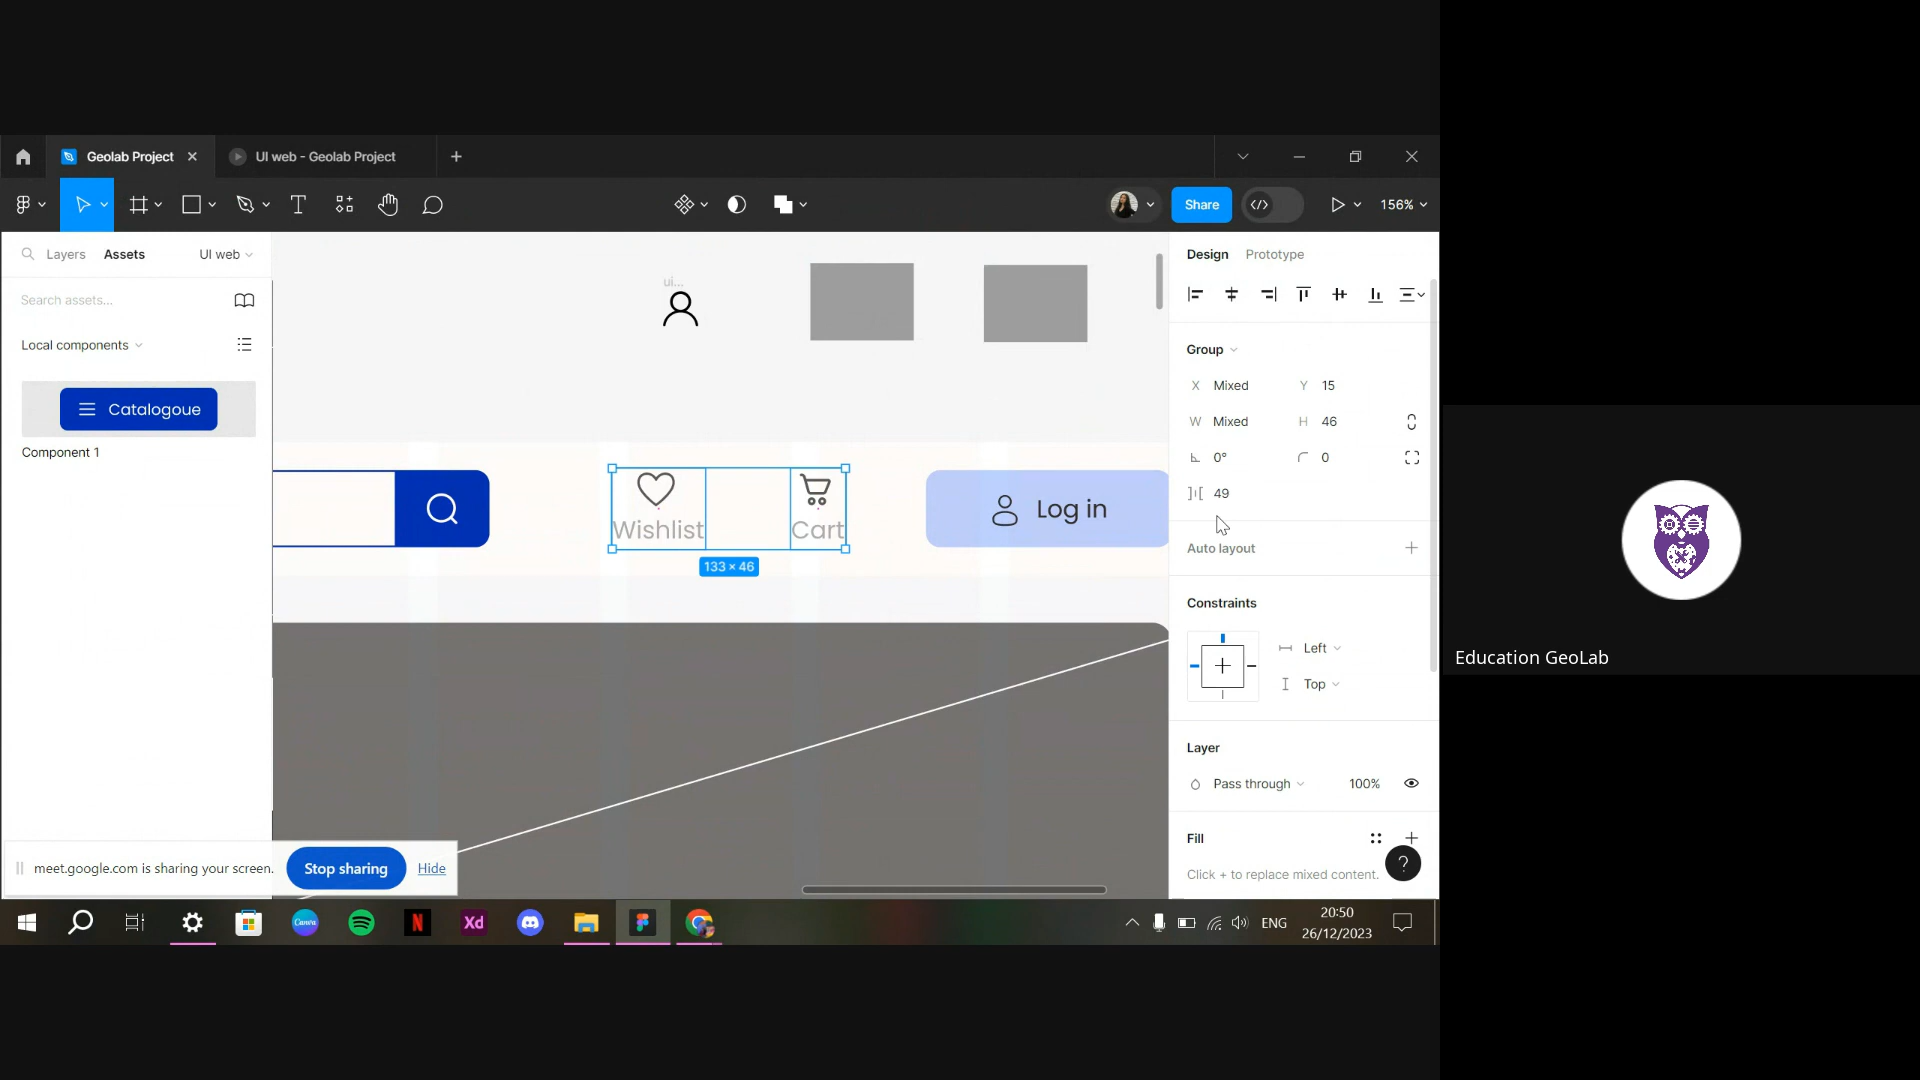 Geolab Project
UI web - Geolab Project
Share
156%
Layers
Assets
UI web
Search assets...
Local components
Catalogoue
Component 1
ui...
Wishlist
Cart
133 × 46
Log in
Design
Prototype
Group
X Mixed
Y 15
W Mixed
H 46
0°
0
49
Auto layout
Constraints
Left
Top
Layer
Pass through
100%
Fill
Click + to replace mixed content.
?
meet.google.com is sharing your screen.
Stop sharing
Hide
Canva
N
Xd
ENG
20:50
26/12/2023
Education GeoLab